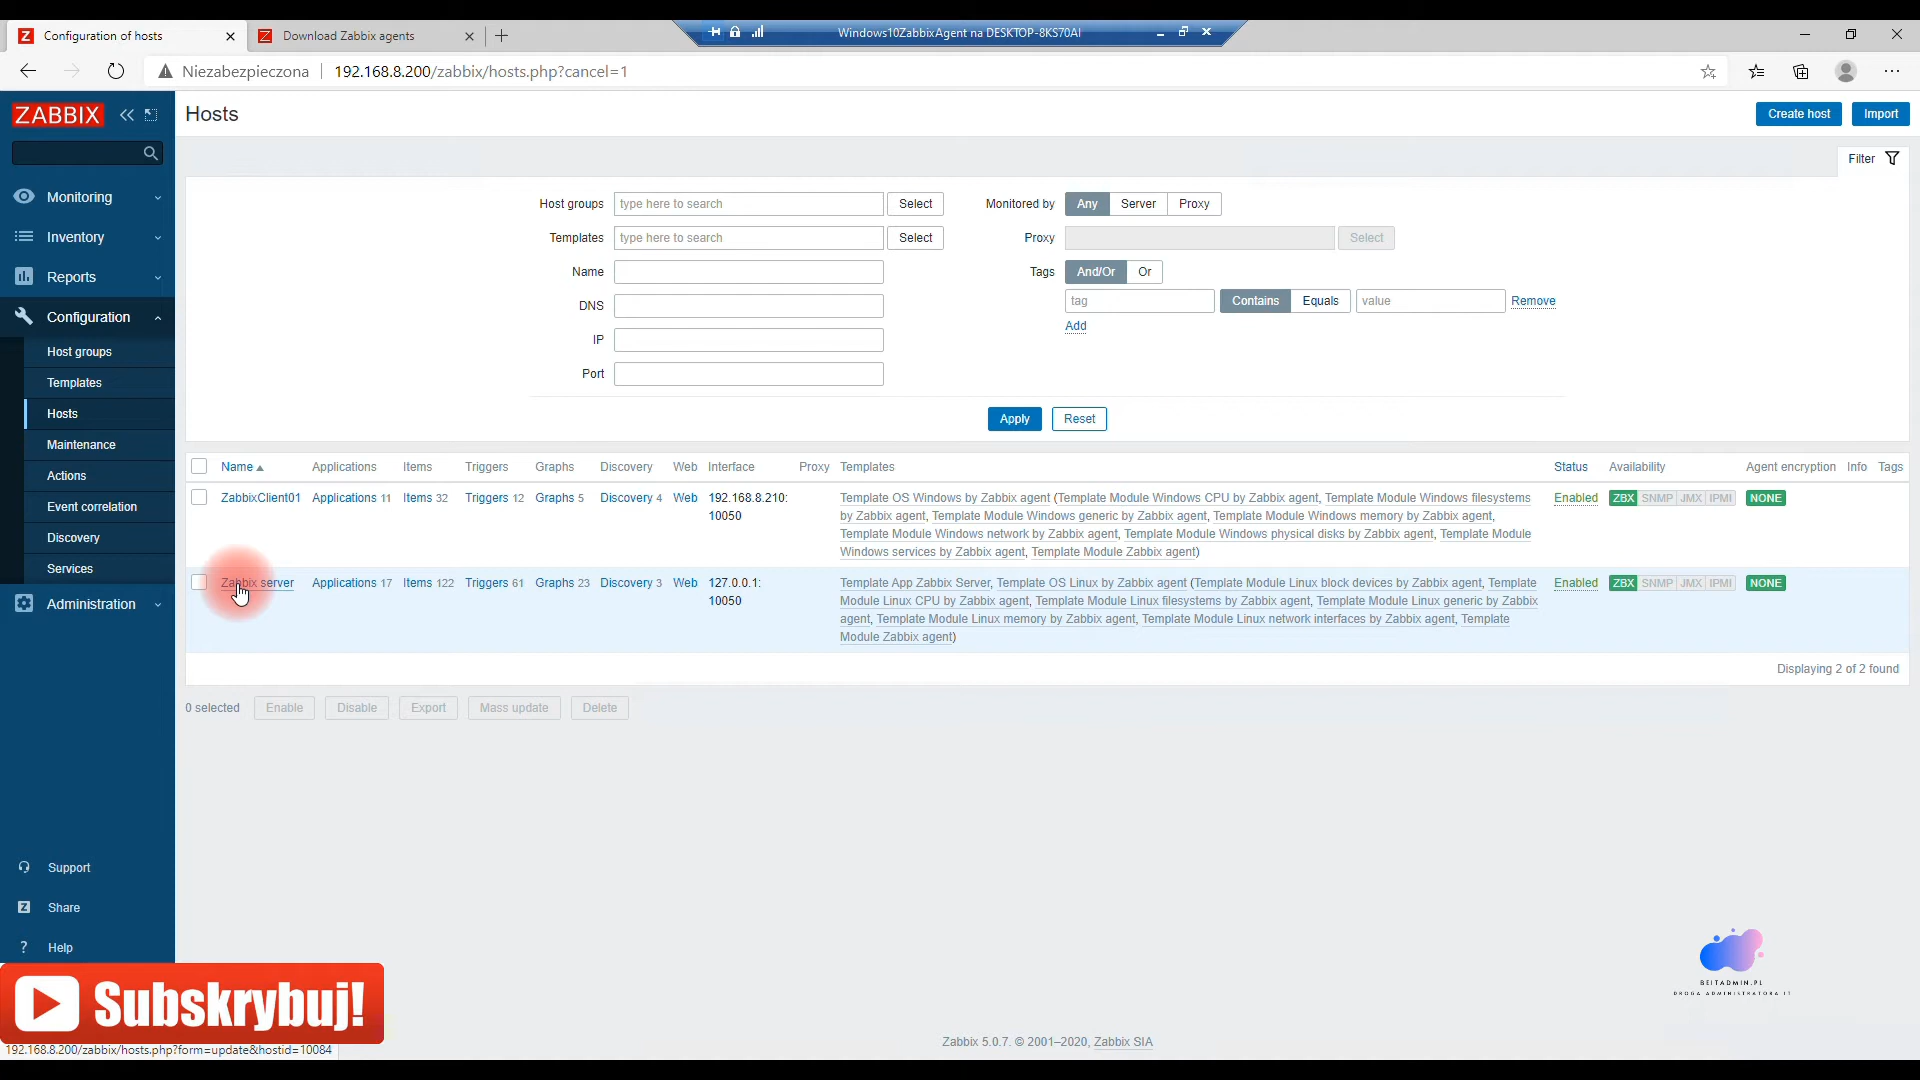 Configuration of hosts
Download Zabbix agents
Windows10ZabbixAgent na DESKTOP-8KS70AI
Niezabezpieczona
192.168.8.200/zabbix/hosts.php?cancel=1
ZABBIX
Monitoring
Inventory
Reports
Configuration
Host groups
Templates
Hosts
Maintenance
Actions
Event correlation
Discovery
Services
Administration
Support
Share
Help
Hosts
Create host
Import
Filter
Host groups type here to search Select
Templates type here to search Select
Name
DNS
IP
Port
Monitored by Any Server Proxy
Proxy Select
Tags And/Or Or
tag Contains Equals value Remove
Add
Apply Reset
Name Applications Items Triggers Graphs Discovery Web Interface Proxy Templates Status Availability Agent encryption Info Tags
ZabbixClient01 Applications 11 Items 32 Triggers 12 Graphs 5 Discovery 4 Web 192.168.8.210:
10050
Template OS Windows by Zabbix agent (Template Module Windows CPU by Zabbix agent, Template Module Windows filesystems
by Zabbix agent, Template Module Windows generic by Zabbix agent, Template Module Windows memory by Zabbix agent,
Template Module Windows network by Zabbix agent, Template Module Windows physical disks by Zabbix agent, Template Module
Windows services by Zabbix agent, Template Module Zabbix agent)
Enabled ZBX SNMP JMX IPMI NONE
Zabbix server Applications 17 Items 122 Triggers 61 Graphs 23 Discovery 3 Web 127.0.0.1:
10050
Template App Zabbix Server, Template OS Linux by Zabbix agent (Template Module Linux block devices by Zabbix agent, Template
Module Linux CPU by Zabbix agent, Template Module Linux filesystems by Zabbix agent, Template Module Linux generic by Zabbix
agent, Template Module Linux memory by Zabbix agent, Template Module Linux network interfaces by Zabbix agent, Template
Module Zabbix agent)
Enabled ZBX SNMP JMX IPMI NONE
Displaying 2 of 2 found
0 selected Enable Disable Export Mass update Delete
BEITADMIN.PL
DROGA ADMINISTRATORA IT
Subskrybuj!
Zabbix 5.0.7. © 2001–2020, Zabbix SIA
192.168.8.200/zabbix/hosts.php?form=update&hostid=10084